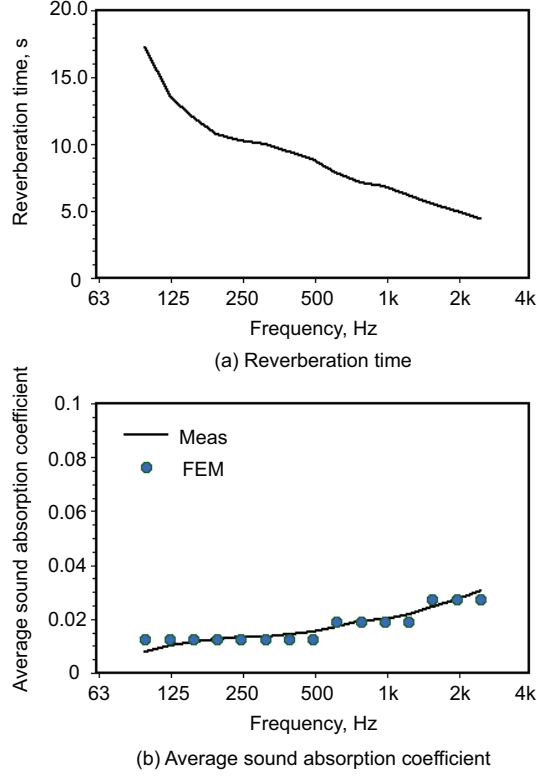 20.0
15.0
10.0
5.0
0
Reverberation time, s
63 125 250 500 1k 2k 4k
Frequency, Hz
(a) Reverberation time
0.1
0.08
0.06
0.04
0.02
0
Average sound absorption coefficient
Meas
FEM
63 125 250 500 1k 2k 4k
Frequency, Hz
(b) Average sound absorption coefficient